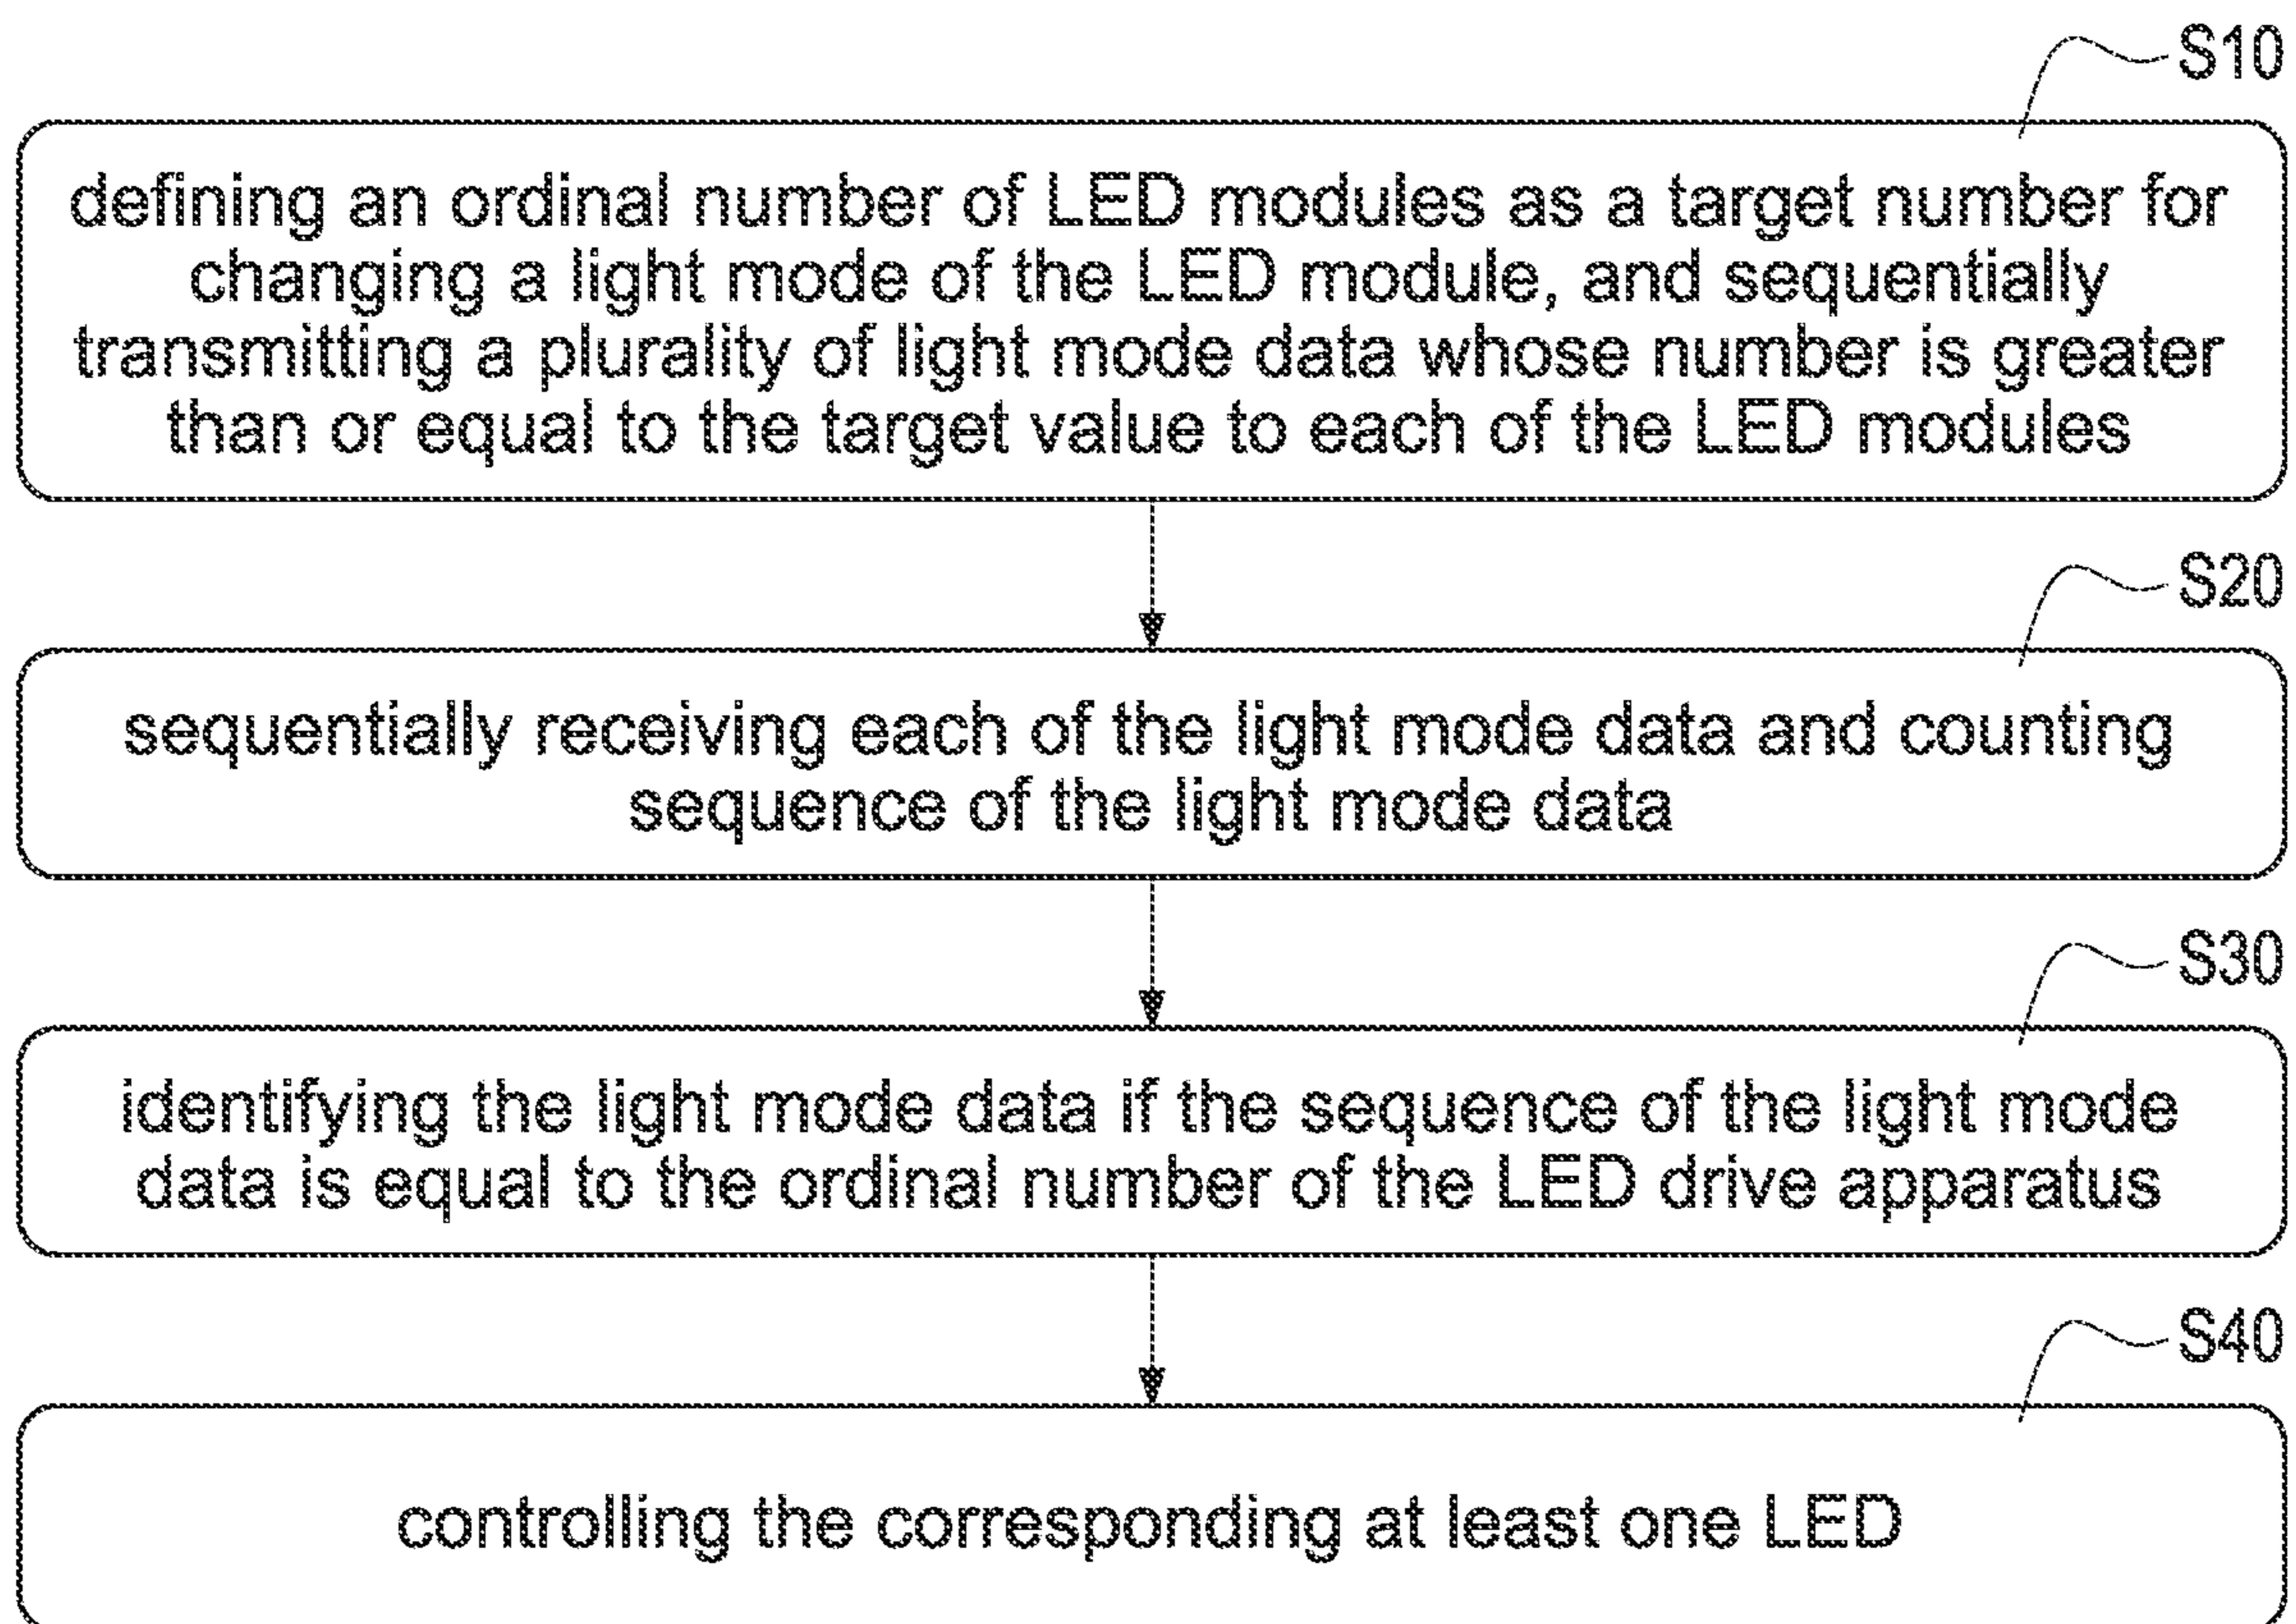 S10
defining an ordinal number of LED modules as a target number for
changing a light mode of the LED module, and sequentially
transmitting a plurality of light mode data whose number is greater
than or equal to the target value to each of the LED modules
S20
sequentially receiving each of the light mode data and counting
sequence of the light mode data
S30
identifying the light mode data if the sequence of the light mode
data is equal to the ordinal number of the LED drive apparatus
S40
controlling the corresponding at least one LED